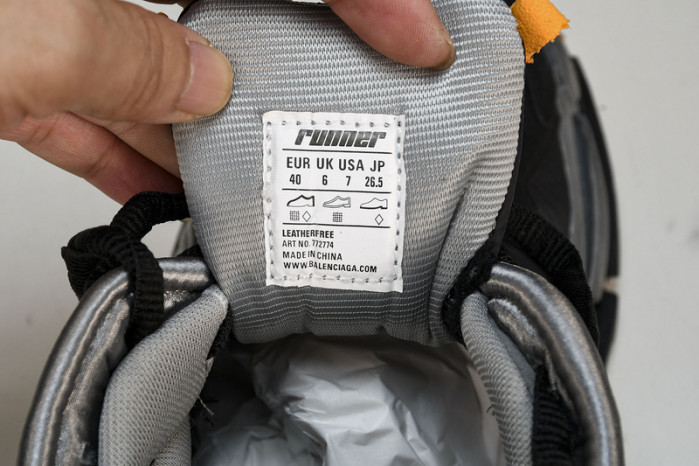 runner
EUR UK USA JP
40 6 7 26.5
LEATHERFREE
ART NO. 772774
MADE IN CHINA
WWW.BALENCIAGA.COM